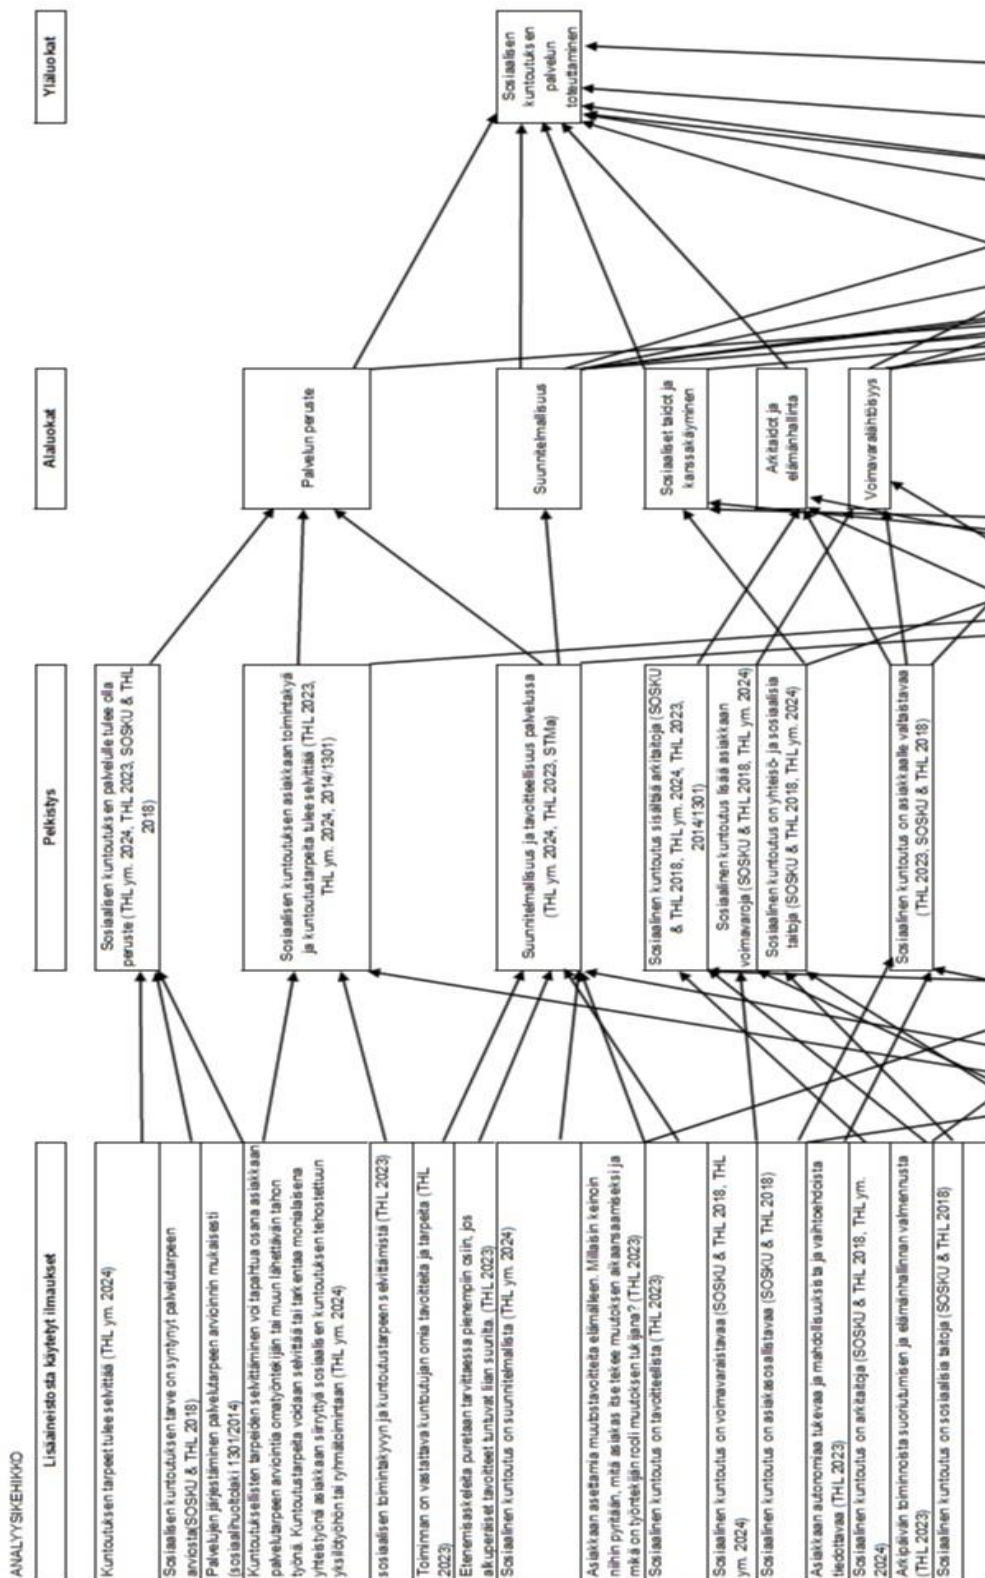 ANALYYSIKEHIKKO
Lisäaineistosta käytetyt ilmaukset
Pelkistys
Alaluokat
Yläluokat
Kuntoutuksen tarpeet tulee selvittää (THL ym. 2024)
Sosiaalisen kuntoutuksen tarve on syntynyt palvelutarpeen
arviosta(SOSKU & THL 2018)
Palvelujen järjestäminen palvelutarpeen arvioinnin mukaisesti
(sosiaalihuoltolaki 1301/2014)
Kuntoutuksellisten tarpeiden selvittäminen voi tapahtua osana asiakkaan
palvelutarpeen arviointia omatyöntekijän tai muun lähettävän tahon
työnä. Kuntoutustarpeita voidaan selvittää tai tarkentaa monialaisena
yhteistyönä asiakkaan siirryttyä sosiaalisen kuntoutuksen tehostettuun
yksilötyöhön tai ryhmätoimintaan (THL ym. 2024)
sosiaalisen toimintakyvyn ja kuntoutustarpeen selvittämistä (THL 2023)
Toiminnan on vastattava kuntoutujan omia tavoitteita ja tarpeita (THL
2023)
Etenemisaskeleita puretaan tarvittaessa pienempiin osiin, jos
alkuperäiset tavoitteet tuntuvat liian suurilta. (THL 2023)
Sosiaalinen kuntoutus on suunnitelmallista (THL ym. 2024)
Asiakkaan asettamia muutostavoitteita elämälleen. Millaisin keinoin
niihin pyritään, mitä asiakas itse tekee muutoksen aikaansaamiseksi ja
mikä on työntekijän rooli muutoksen tukijana? (THL 2023)
Sosiaalinen kuntoutus on tavoitteellista (THL 2023)
Sosiaalinen kuntoutus on voimavaraistavaa (SOSKU & THL 2018, THL
ym. 2024)
Sosiaalinen kuntoutus on asiakasosallistavaa (SOSKU & THL 2018)
Asiakkaan autonomiaa tukevaa ja mahdollisuuksista ja vaihtoehdoista
tiedottavaa (THL 2023)
Sosiaalinen kuntoutus on arkitaitoja (SOSKU & THL 2018, THL ym.
2024)
Arkipäivän toiminnoista suoriutumisen ja elämänhallinnan valmennusta
(THL 2023)
Sosiaalinen kuntoutus on sosiaalisia taitoja (SOSKU & THL 2018)
Sosiaalisen kuntoutuksen palvelulle tulee olla
peruste (THL ym. 2024, THL 2023, SOSKU & THL
2018)
Sosiaalisen kuntoutuksen asiakkaan toimintakyä
ja kuntoutustarpeita tulee selvittää (THL 2023,
THL ym. 2024, 2014/1301)
Suunnitelmallisuus ja tavoitteellisuus palvelussa
(THL ym. 2024, THL 2023, STMa)
Sosiaalinen kuntoutus sisältää arkitaitoja (SOSKU
& THL 2018, THL ym. 2024, THL 2023,
2014/1301)
Sosiaalinen kuntoutus lisää asiakkaan
voimavaroja (SOSKU & THL 2018, THL ym. 2024)
Sosiaalinen kuntoutus on yhteisö- ja sosiaalisia
taitoja (SOSKU & THL 2018, THL ym. 2024)
Sosiaalinen kuntoutus on asiakkaalle valtaistavaa
(THL 2023, SOSKU & THL 2018)
Palvelun peruste
Suunnitelmallisuus
Sosiaaliset taidot ja
kanssakäyminen
Arkitaidot ja
elämänhallinta
Voimavaralähtöisyys
Sosiaalisen
kuntoutuksen
palvelun
toteuttaminen